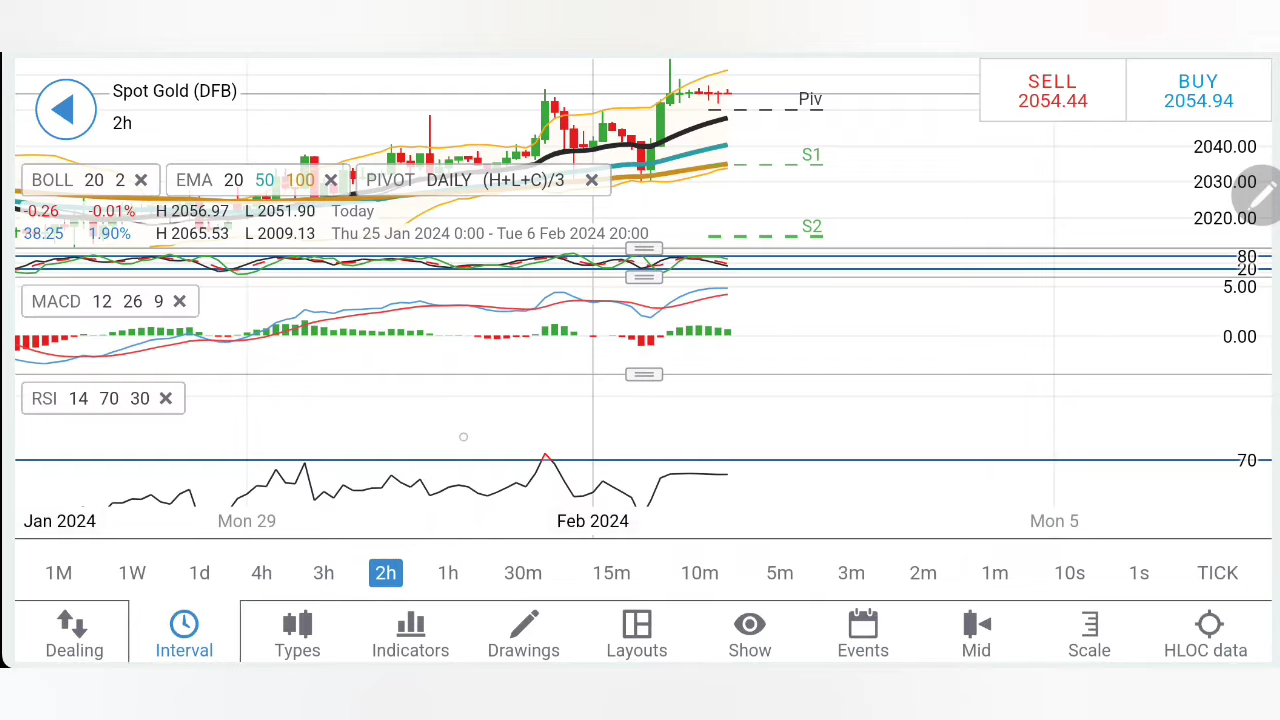 Spot Gold (DFB)
2h
SELL
2054.44
BUY
2054.94
Piv
S1
S2
2040.00
2030.00
2020.00
BOLL 20 2
EMA 20 50 100
PIVOT DAILY (H+L+C)/3
-0.26 -0.01% H 2056.97 L 2051.90 Today
38.25 1.90% H 2065.53 L 2009.13 Thu 25 Jan 2024 0:00 - Tue 6 Feb 2024 20:00
80
20
MACD 12 26 9
5.00
0.00
RSI 14 70 30
70
Jan 2024 Mon 29 Feb 2024 Mon 5
1M 1W 1d 4h 3h 2h 1h 30m 15m 10m 5m 3m 2m 1m 10s 1s TICK
Dealing Interval Types Indicators Drawings Layouts Show Events Mid Scale HLOC data